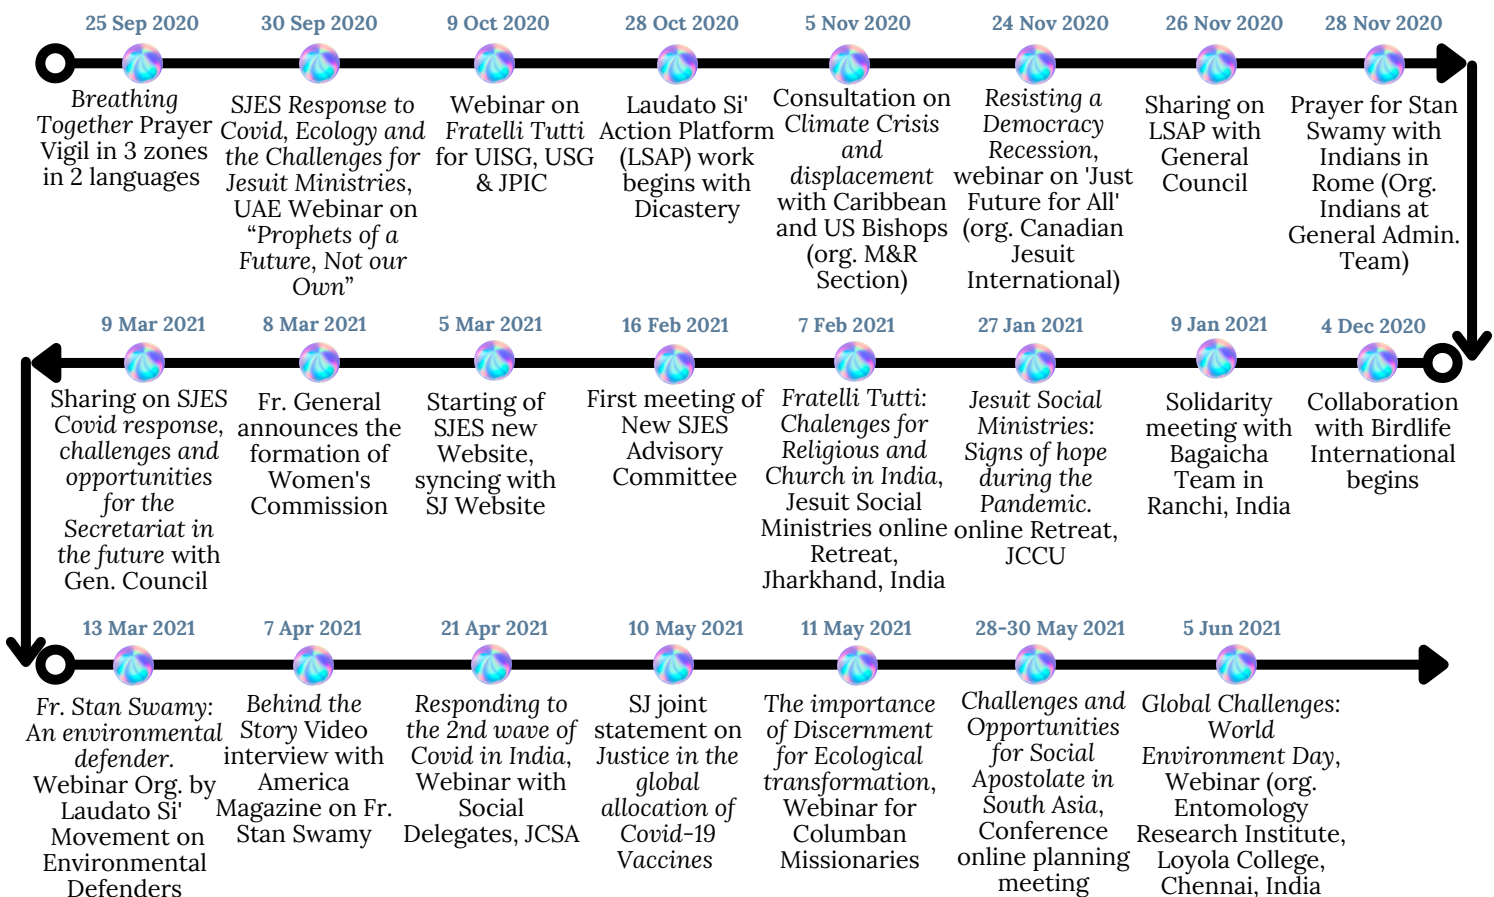 25 Sep 2020
Breathing
Together Prayer
Vigil in 3 zones
in 2 languages
30 Sep 2020
SJES Response to
Covid, Ecology and
the Challenges for
Jesuit Ministries,
UAE Webinar on
“Prophets of a
Future, Not our
Own”
9 Oct 2020
Webinar on
Fratelli Tutti
for UISG, USG
& JPIC
28 Oct 2020
Laudato Si'
Action Platform
(LSAP) work
begins with
Dicastery
5 Nov 2020
Consultation on
Climate Crisis
and
displacement
with Caribbean
and US Bishops
(org. M&R
Section)
24 Nov 2020
Resisting a
Democracy
Recession,
webinar on 'Just
Future for All'
(org. Canadian
Jesuit
International)
26 Nov 2020
Sharing on
LSAP with
General
Council
28 Nov 2020
Prayer for Stan
Swamy with
Indians in
Rome (Org.
Indians at
General Admin.
Team)
9 Mar 2021
Sharing on SJES
Covid response,
challenges and
opportunities
for the
Secretariat in
the future with
Gen. Council
8 Mar 2021
Fr. General
announces the
formation of
Women's
Commission
5 Mar 2021
Starting of
SJES new
Website,
syncing with
SJ Website
16 Feb 2021
First meeting of
New SJES
Advisory
Committee
7 Feb 2021
Fratelli Tutti:
Chalenges for
Religious and
Church in India,
Jesuit Social
Ministries online
Retreat,
Jharkhand, India
27 Jan 2021
Jesuit Social
Ministries:
Signs of hope
during the
Pandemic.
online Retreat,
JCCU
9 Jan 2021
Solidarity
meeting with
Bagaicha
Team in
Ranchi, India
4 Dec 2020
Collaboration
with Birdlife
International
begins
13 Mar 2021
Fr. Stan Swamy:
An environmental
defender.
Webinar Org. by
Laudato Si'
Movement on
Environmental
Defenders
7 Apr 2021
Behind the
Story Video
interview with
America
Magazine on Fr.
Stan Swamy
21 Apr 2021
Responding to
the 2nd wave of
Covid in India,
Webinar with
Social
Delegates, JCSA
10 May 2021
SJ joint
statement on
Justice in the
global
allocation of
Covid-19
Vaccines
11 May 2021
The importance
of Discernment
for Ecological
transformation,
Webinar for
Columban
Missionaries
28-30 May 2021
Challenges and
Opportunities
for Social
Apostolate in
South Asia,
Conference
online planning
meeting
5 Jun 2021
Global Challenges:
World
Environment Day,
Webinar (org.
Entomology
Research Institute,
Loyola College,
Chennai, India